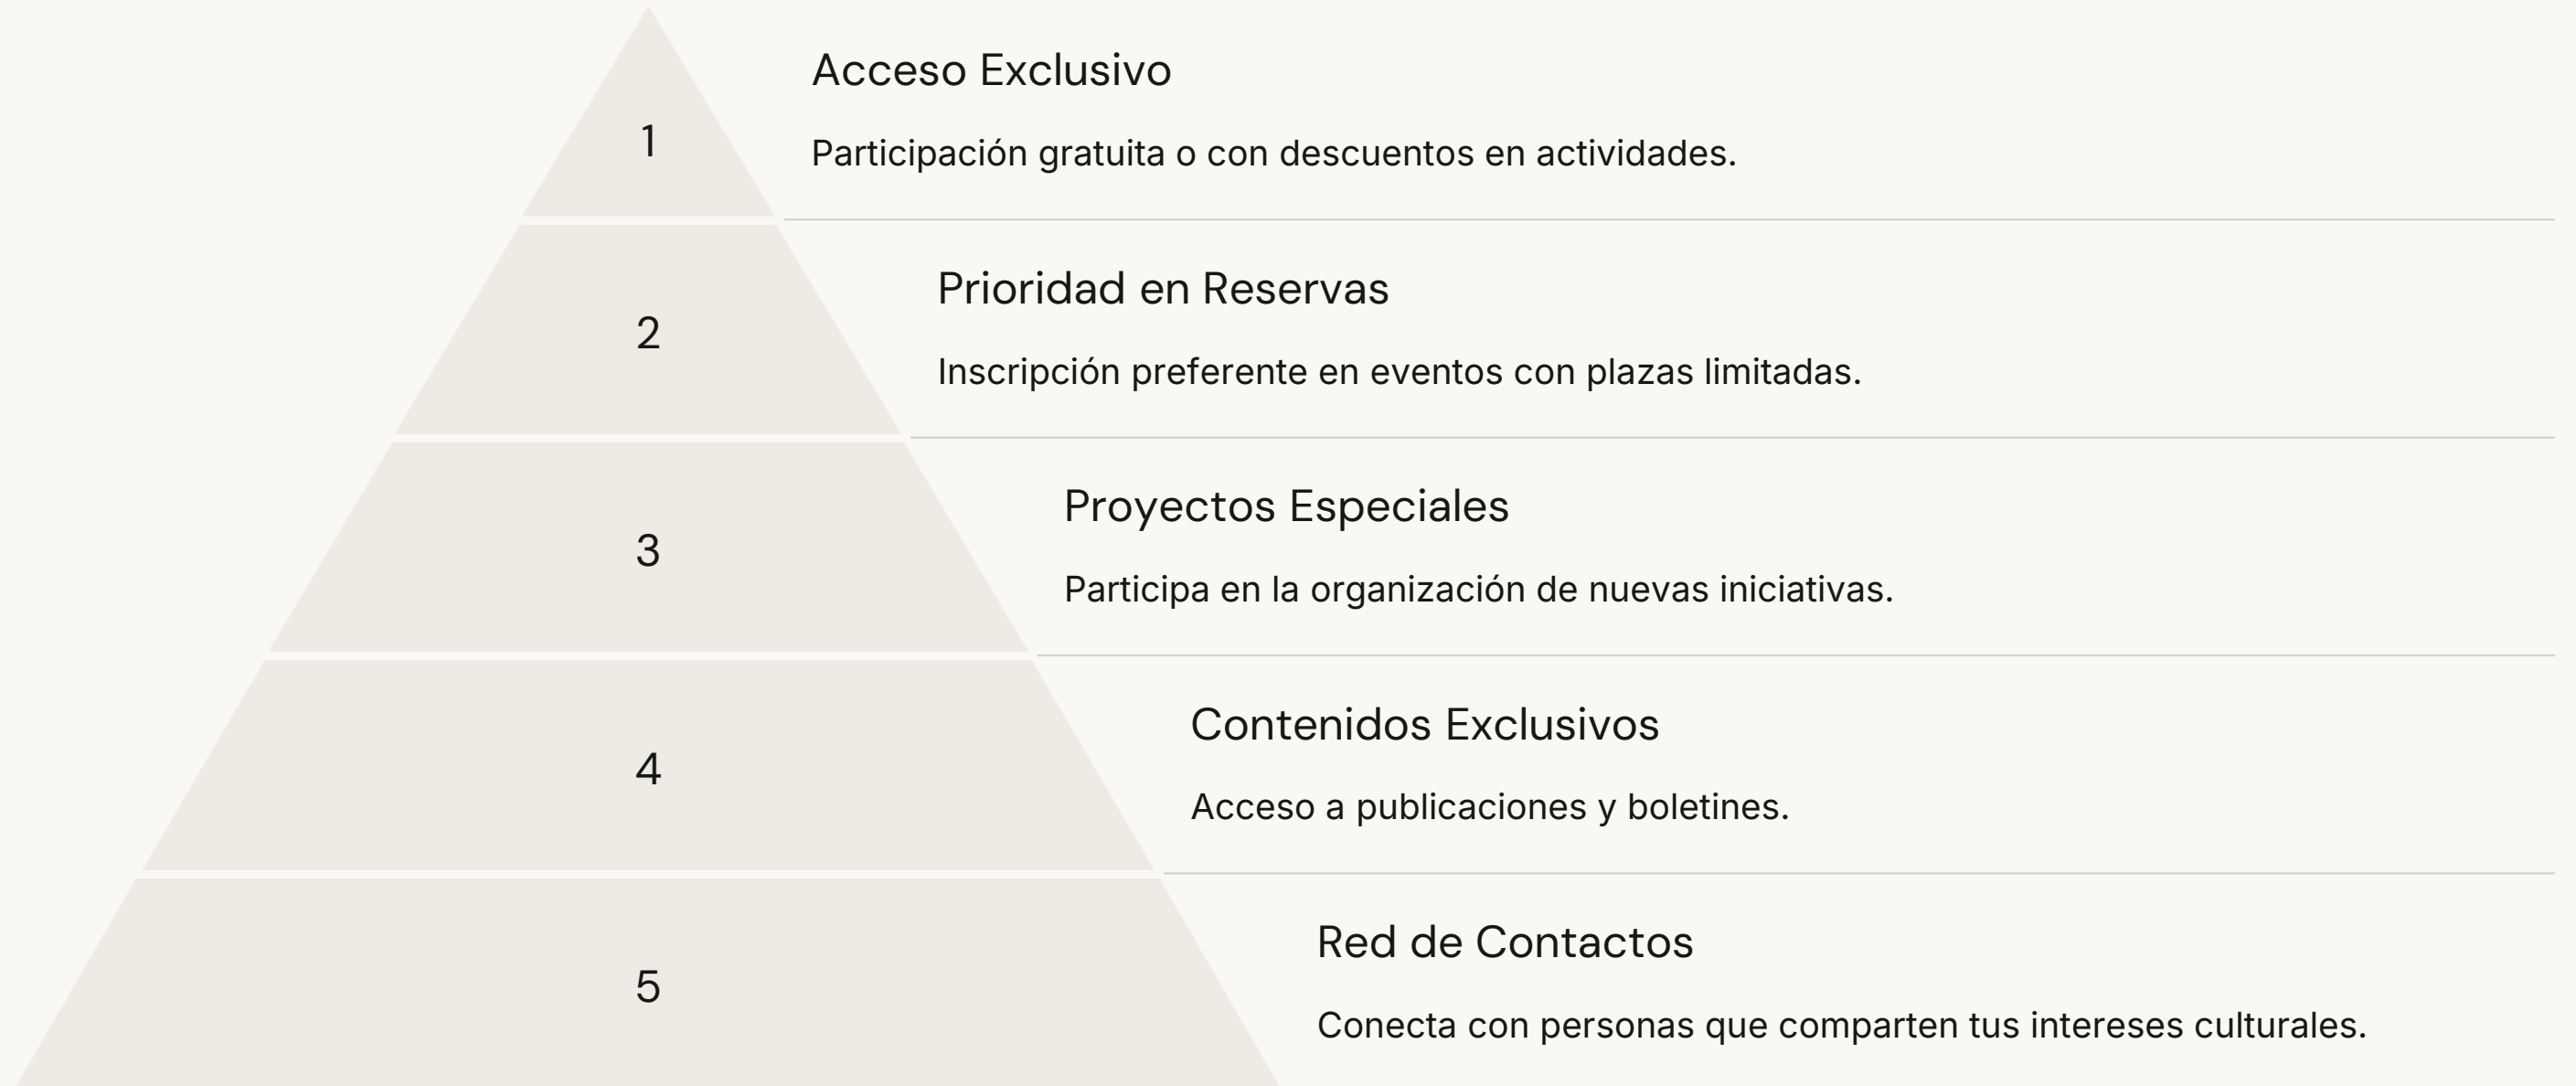 1
Acceso Exclusivo
Participación gratuita o con descuentos en actividades.
2
Prioridad en Reservas
Inscripción preferente en eventos con plazas limitadas.
3
Proyectos Especiales
Participa en la organización de nuevas iniciativas.
4
Contenidos Exclusivos
Acceso a publicaciones y boletines.
5
Red de Contactos
Conecta con personas que comparten tus intereses culturales.